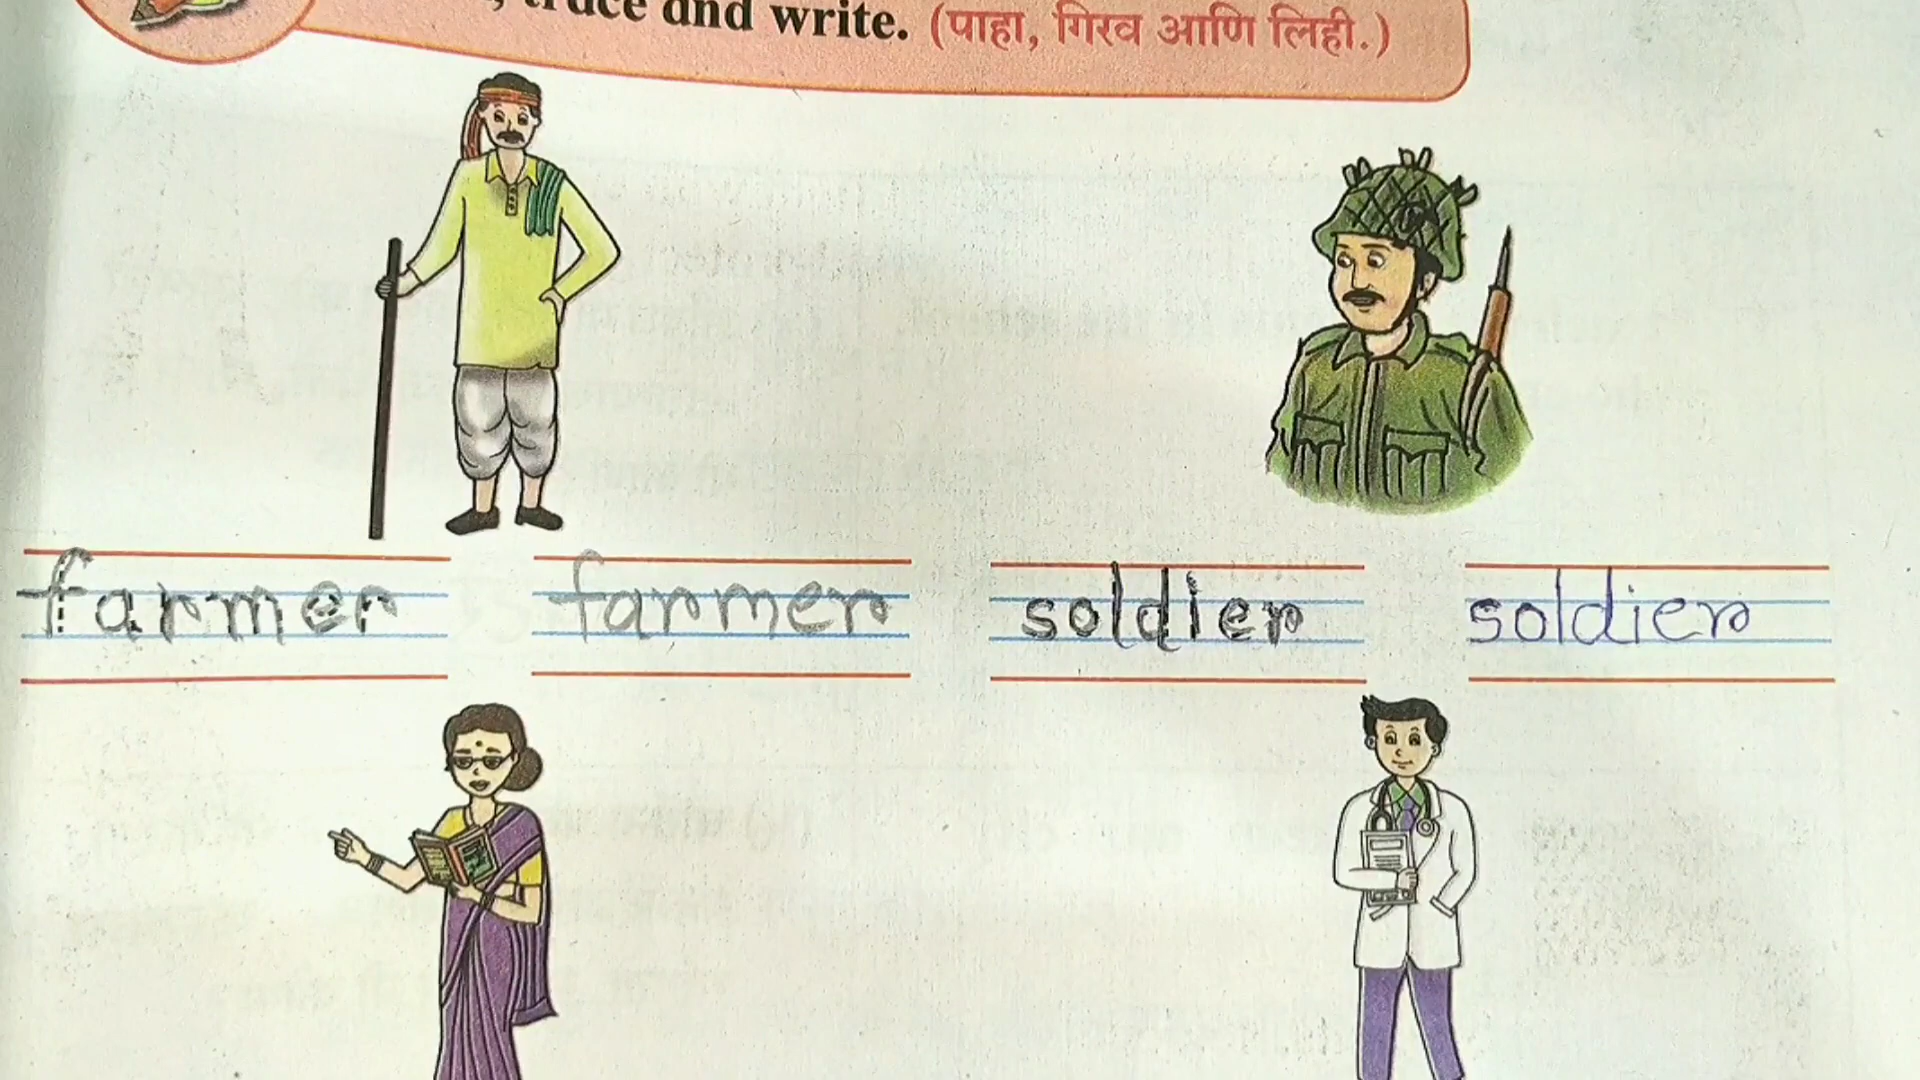 trace and write. (पाहा, गिरव आणि लिही.)
farmer farmer soldier soldier